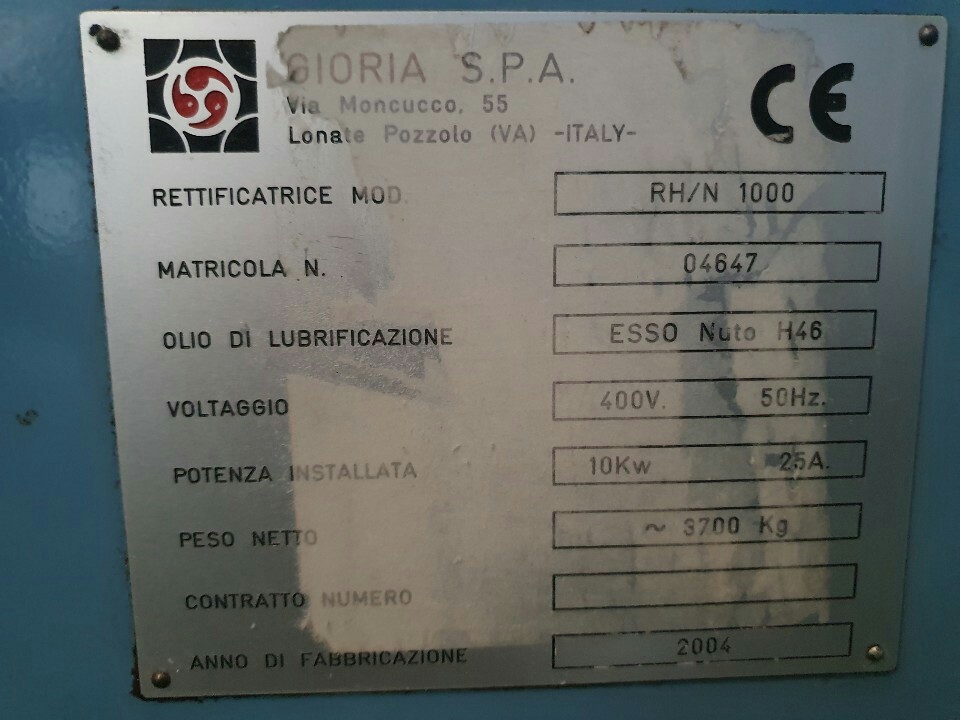 GIORIA S.P.A.
Via Moncucco, 55
Lonate Pozzolo (VA) -ITALY-
CE
RETTIFICATRICE MOD. RH/N 1000
MATRICOLA N. 04647
OLIO DI LUBRIFICAZIONE ESSO Nuto H46
VOLTAGGIO 400V. 50Hz.
POTENZA INSTALLATA 10Kw 25A.
PESO NETTO ~ 3700 Kg
CONTRATTO NUMERO
ANNO DI FABBRICAZIONE 2004